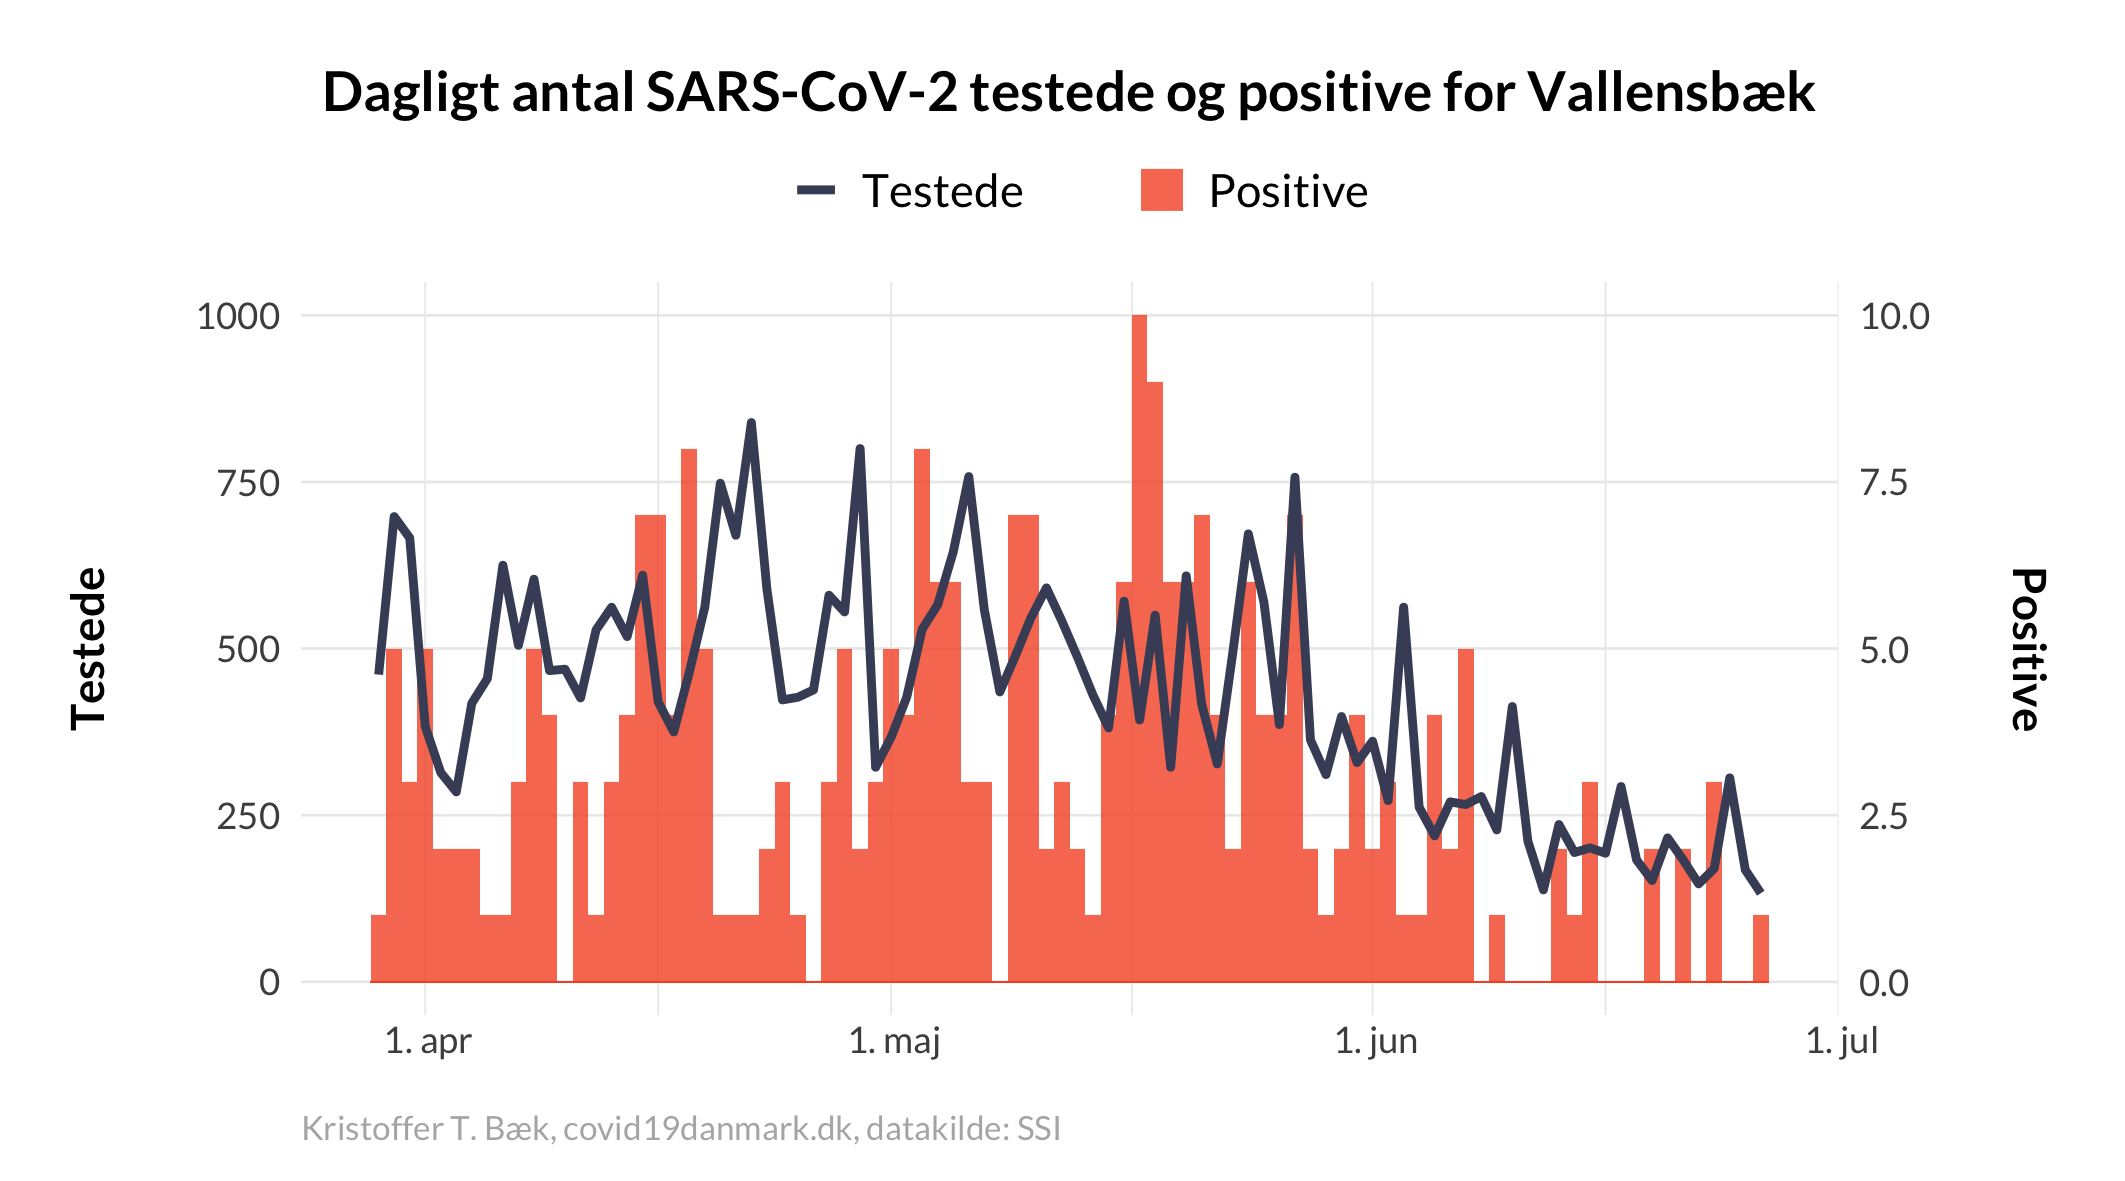 Dagligt antal SARS-CoV-2 testede og positive for Vallensbæk
Testede
Positive
1000
750
500
250
0
10.0
7.5
5.0
2.5
0.0
Testede
Positive
1. apr
1. maj
1. jun
1. jul
Kristoffer T. Bæk, covid19danmark.dk, datakilde: SSI